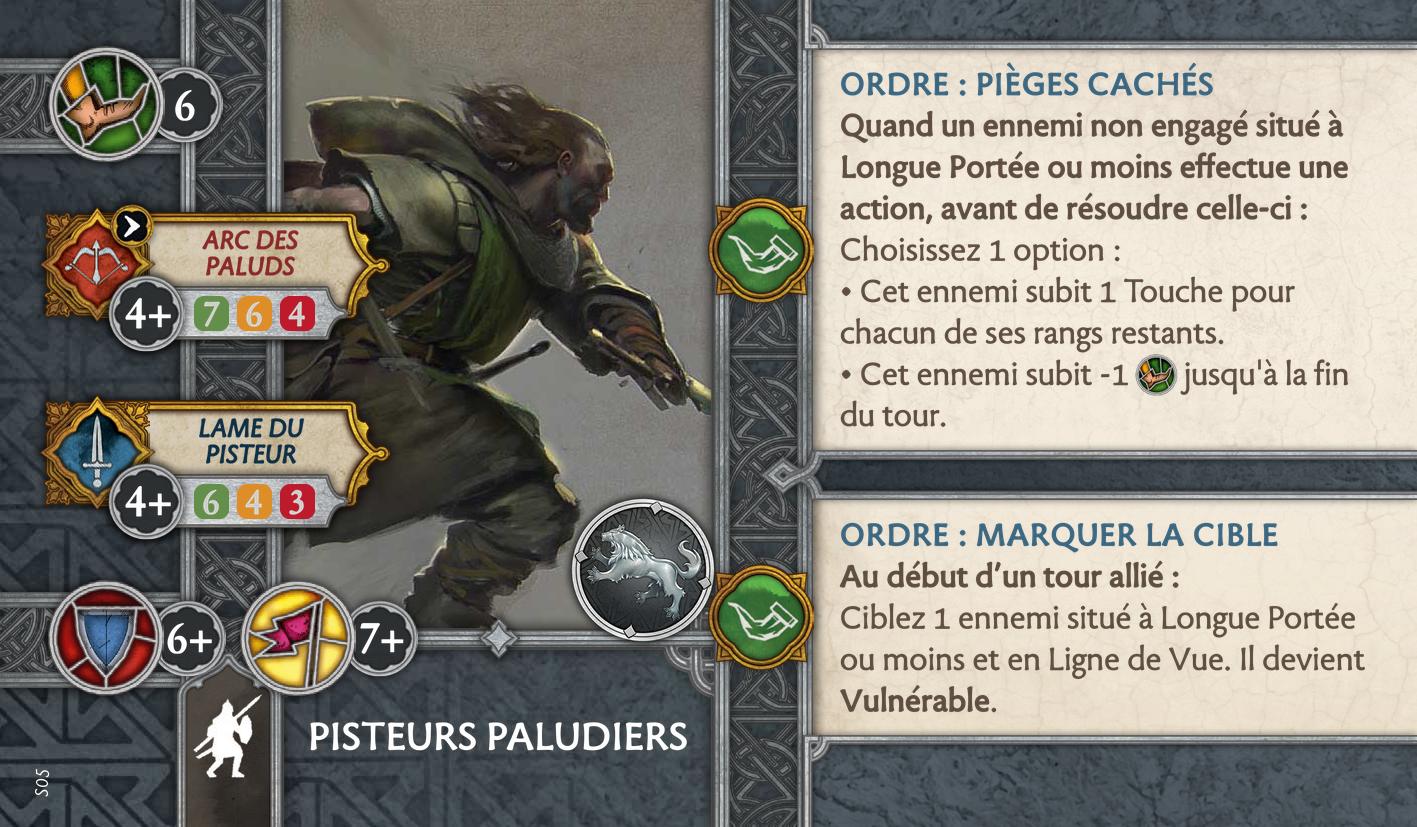 6
ARC DES
PALUDS
4+ 7 6 4
LAME DU
PISTEUR
4+ 6 4 3
6+ 7+
PISTEURS PALUDIERS
S05
ORDRE : PIÈGES CACHÉS
Quand un ennemi non engagé situé à
Longue Portée ou moins effectue une
action, avant de résoudre celle-ci :
Choisissez 1 option :
• Cet ennemi subit 1 Touche pour
chacun de ses rangs restants.
• Cet ennemi subit -1 jusqu'à la fin
du tour.
ORDRE : MARQUER LA CIBLE
Au début d’un tour allié :
Ciblez 1 ennemi situé à Longue Portée
ou moins et en Ligne de Vue. Il devient
Vulnérable.